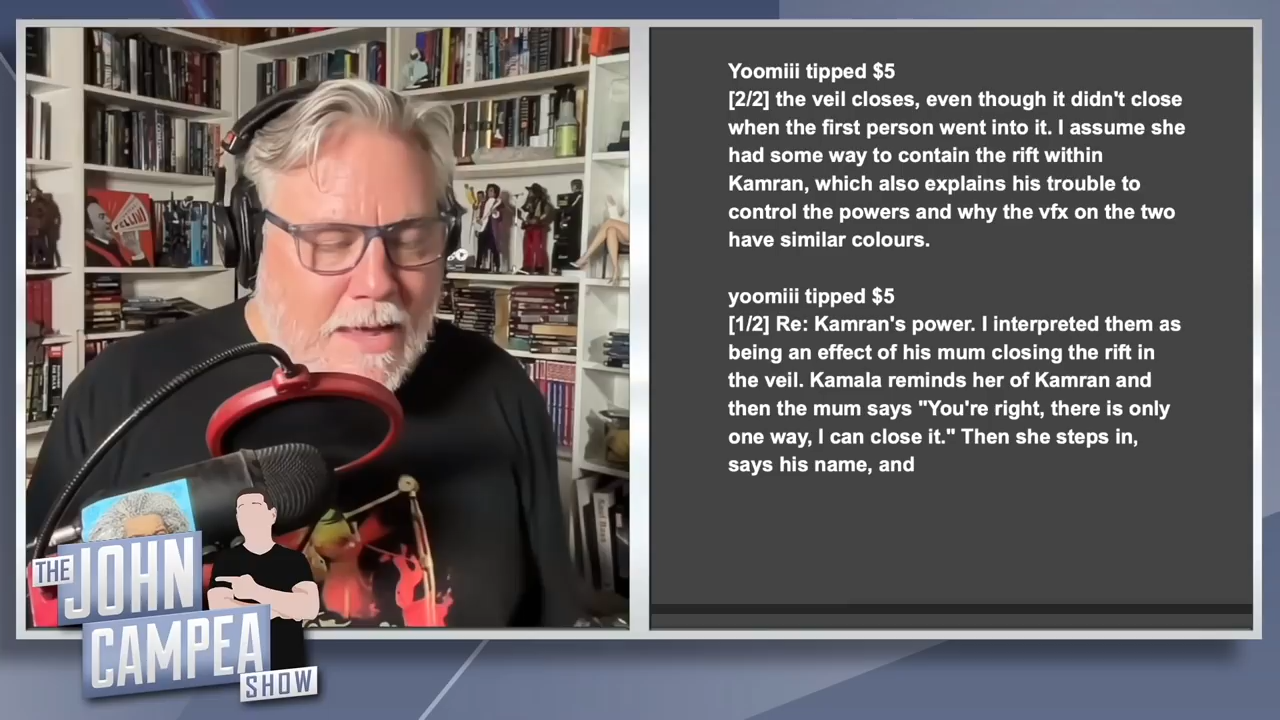 Yoomiii tipped $5
[2/2] the veil closes, even though it didn't close
when the first person went into it. I assume she
had some way to contain the rift within
Kamran, which also explains his trouble to
control the powers and why the vfx on the two
have similar colours.
yoomiii tipped $5
[1/2] Re: Kamran's power. I interpreted them as
being an effect of his mum closing the rift in
the veil. Kamala reminds her of Kamran and
then the mum says "You're right, there is only
one way, I can close it." Then she steps in,
says his name, and
FELLINI
THE
JOHN
CAMPEA
SHOW